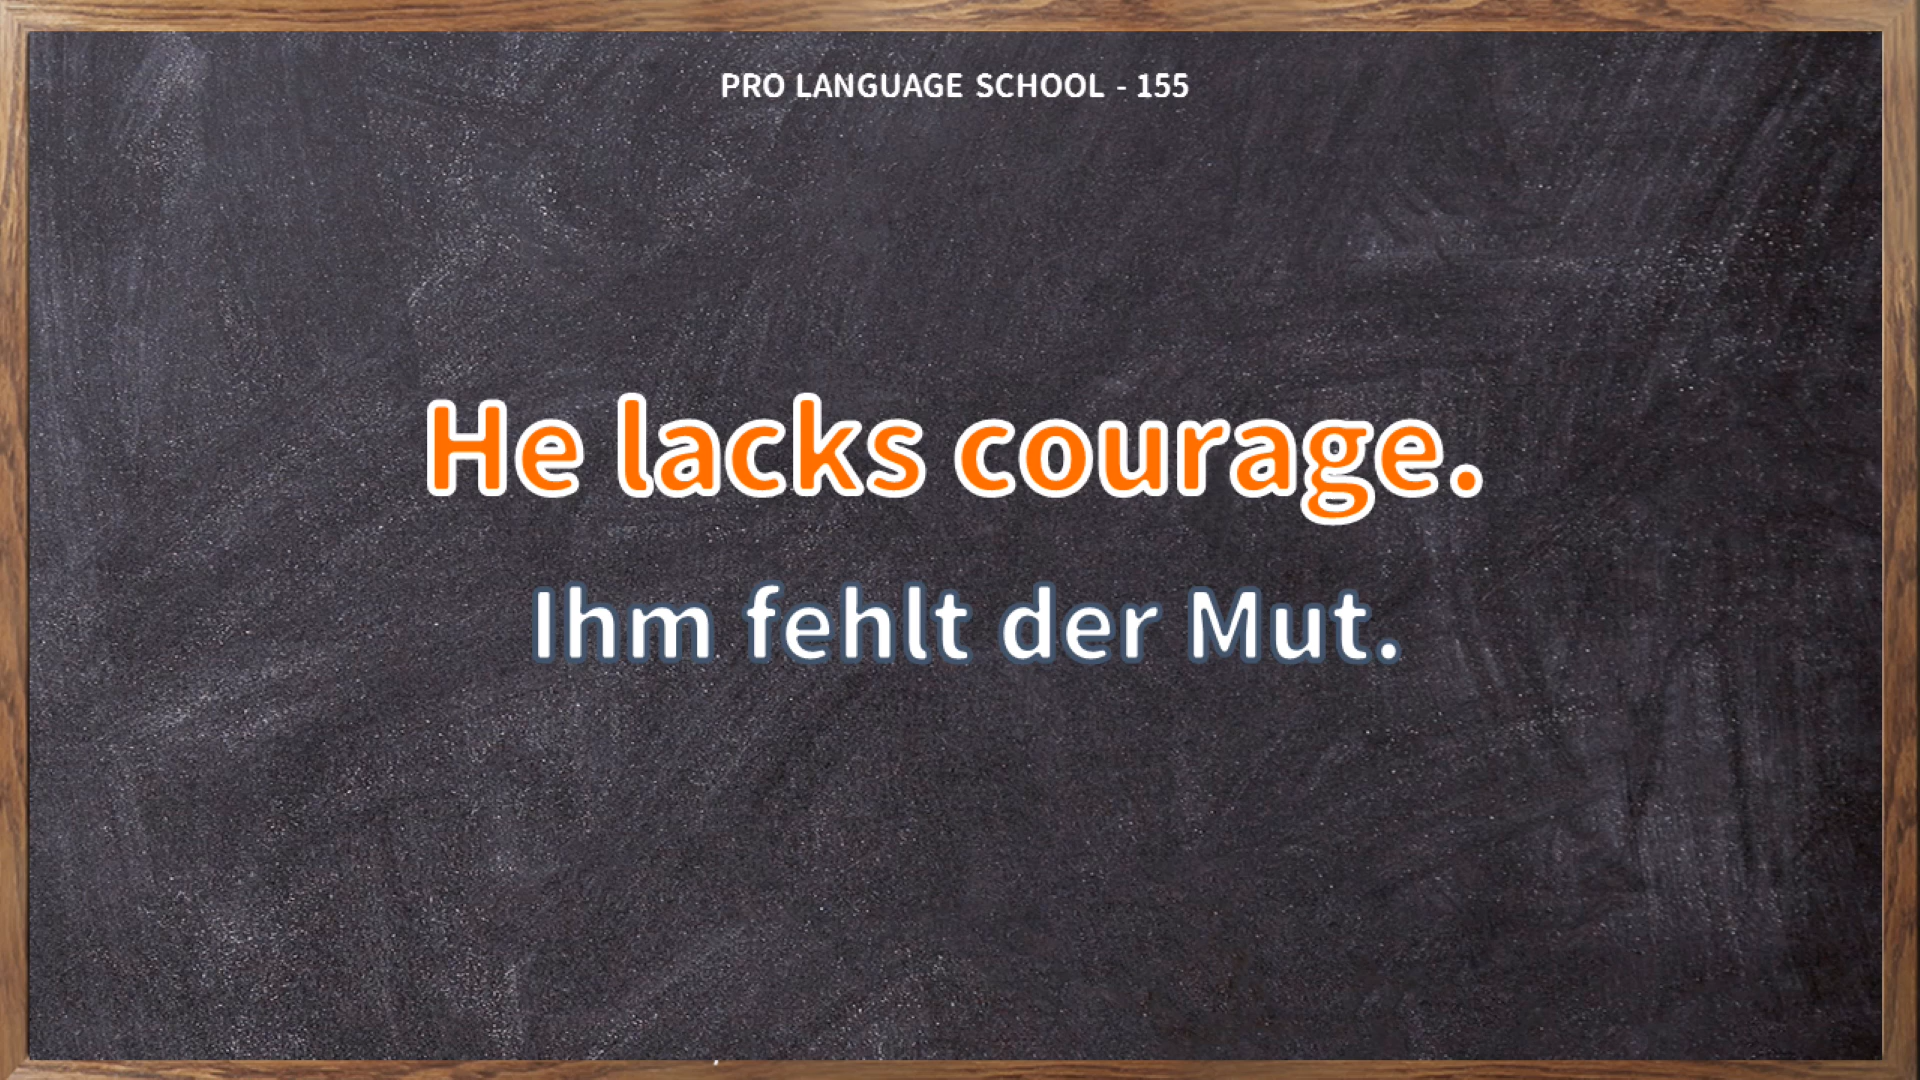 PRO LANGUAGE SCHOOL - 155
He lacks courage.
Ihm fehlt der Mut.